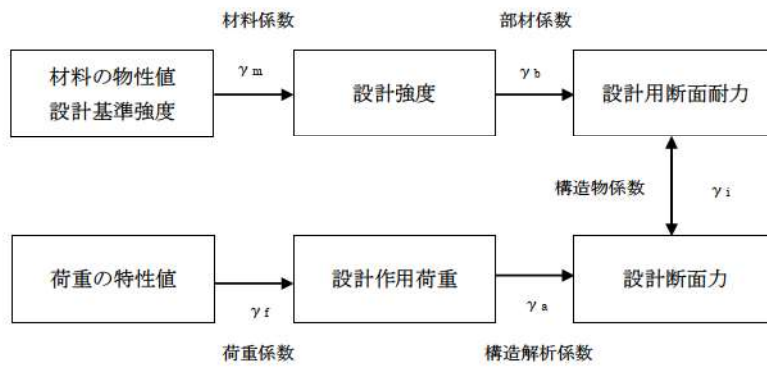 材料係数
部材係数
材料の物性値
設計基準強度
γm
設計強度
γb
設計用断面耐力
構造物係数
γi
荷重の特性値
γf
設計作用荷重
γa
設計断面力
荷重係数
構造解析係数